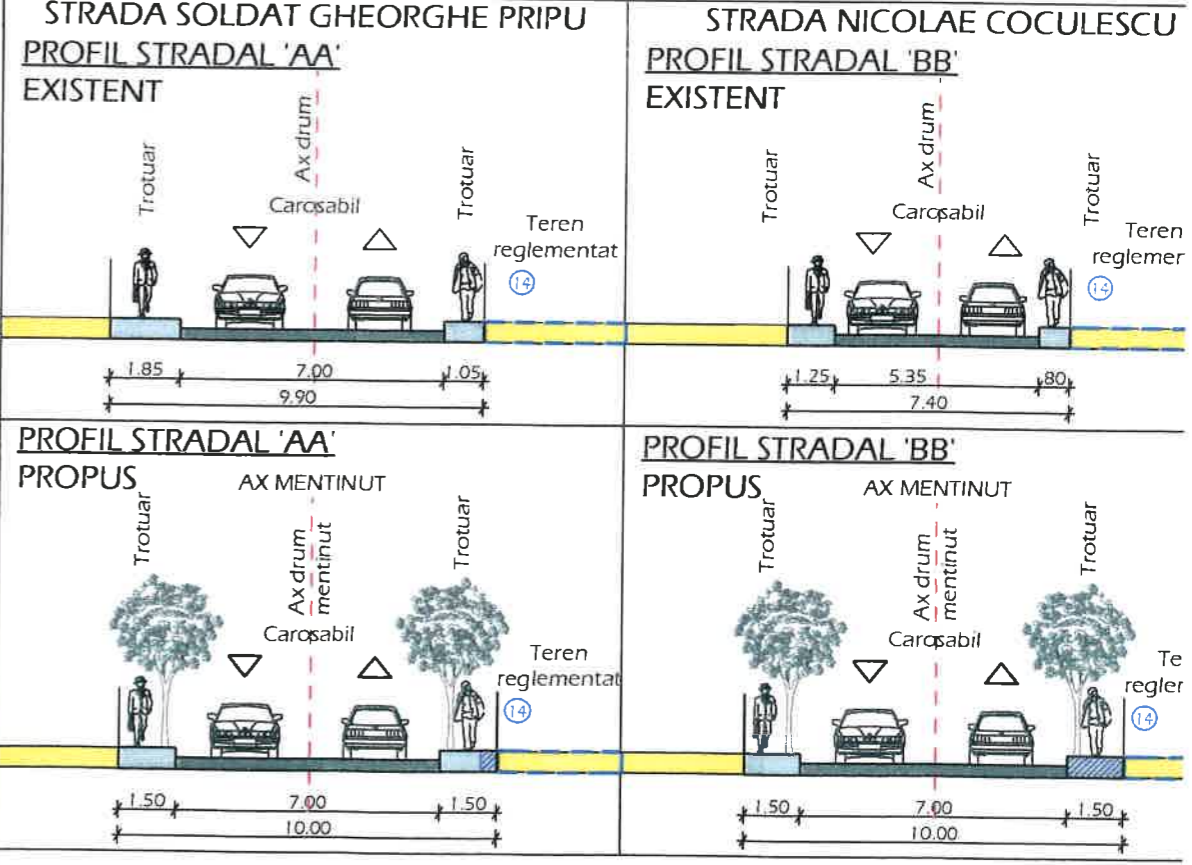 STRADA SOLDAT GHEORGHE PRIPU
PROFIL STRADAL 'AA'
EXISTENT
Trotuar
Ax drum
Carosabil
Trotuar
Teren
reglementat
14
1.85
7.00
1.05
9.90
STRADA NICOLAE COCULESCU
PROFIL STRADAL 'BB'
EXISTENT
Trotuar
Ax drum
Carosabil
Trotuar
Teren
reglemer
14
1.25
5.35
80
7.40
PROFIL STRADAL 'AA'
PROPUS
AX MENTINUT
Trotuar
Ax drum
mentinut
Carosabil
Trotuar
Teren
reglementat
14
1.50
7.00
1.50
10.00
PROFIL STRADAL 'BB'
PROPUS
AX MENTINUT
Trotuar
Ax drum
mentinut
Carosabil
Trotuar
Te
regler
14
1.50
7.00
1.50
10.00